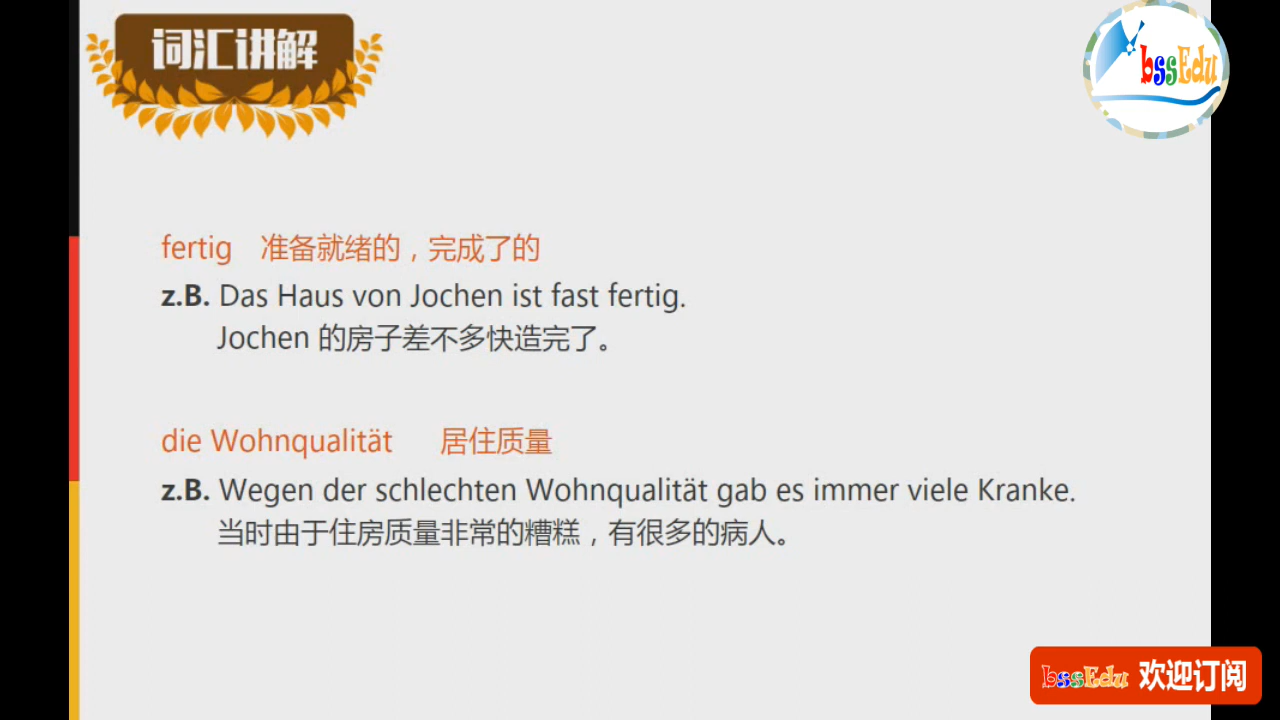 词汇讲解
bssEdu
fertig 准备就绪的，完成了的
z.B. Das Haus von Jochen ist fast fertig.
Jochen 的房子差不多快造完了。
die Wohnqualität 居住质量
z.B. Wegen der schlechten Wohnqualität gab es immer viele Kranke.
当时由于住房质量非常的糟糕，有很多的病人。
bssEdu 欢迎订阅